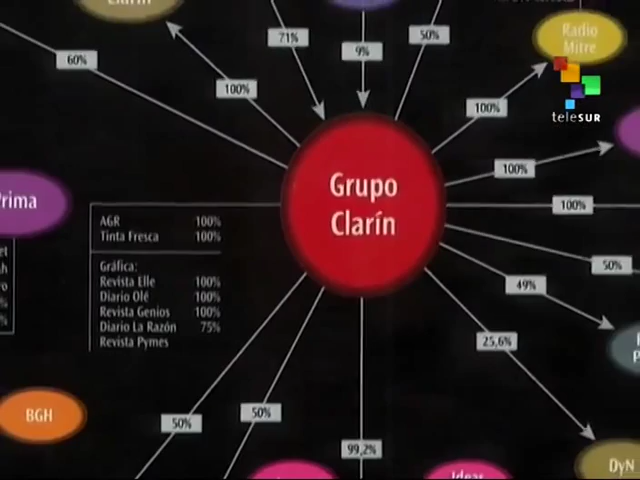 Clarín
71%
9%
50%
60%
100%
100%
Radio
Mitre
teleSUR
100%
100%
50%
49%
25,6%
Prima
Grupo
Clarín
AGR 100%
Tinta Fresca 100%
Gráfica:
Revista Elle 100%
Diario Olé 100%
Revista Genios 100%
Diario La Razón 75%
Revista Pymes
BGH
50%
50%
99,2%
Ideas
DyN